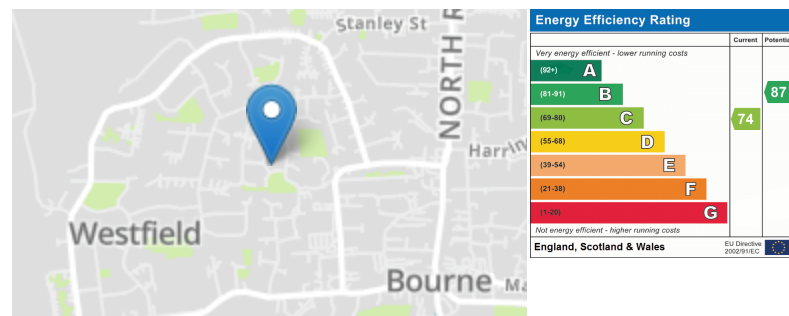 Stanley St
NORTH R
Harrin
Westfield
Bourne Ma
Energy Efficiency Rating
Current Potentia
Very energy efficient - lower running costs
(92+) A
(81-91) B 87
(69-80) C 74
(55-68) D
(39-54) E
(21-38) F
(1-20) G
Not energy efficient - higher running costs
England, Scotland & Wales
EU Directive
2002/91/EC